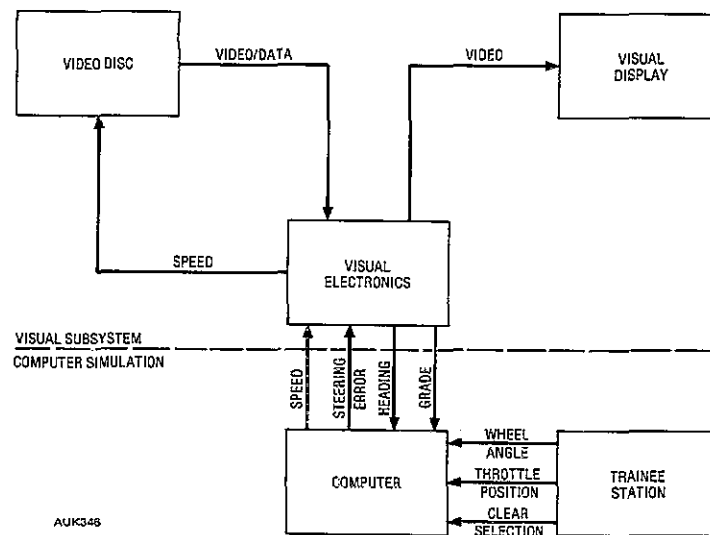 VIDEO DISC
VIDEO/DATA
VIDEO
VISUAL
DISPLAY
SPEED
VISUAL
ELECTRONICS
VISUAL SUBSYSTEM
COMPUTER SIMULATION
SPEED
STEERING
ERROR
HEADING
GRADE
COMPUTER
WHEEL
ANGLE
THROTTLE
POSITION
CLEAR
SELECTION
TRAINEE
STATION
AUK346